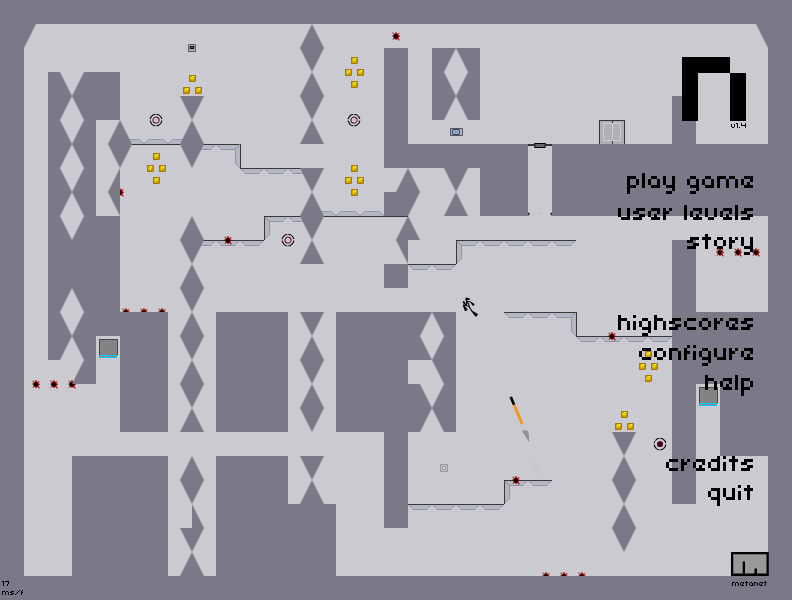 n
v1.4
play game
user levels
story
highscores
configure
help
credits
quit
metanet
17
ms/f